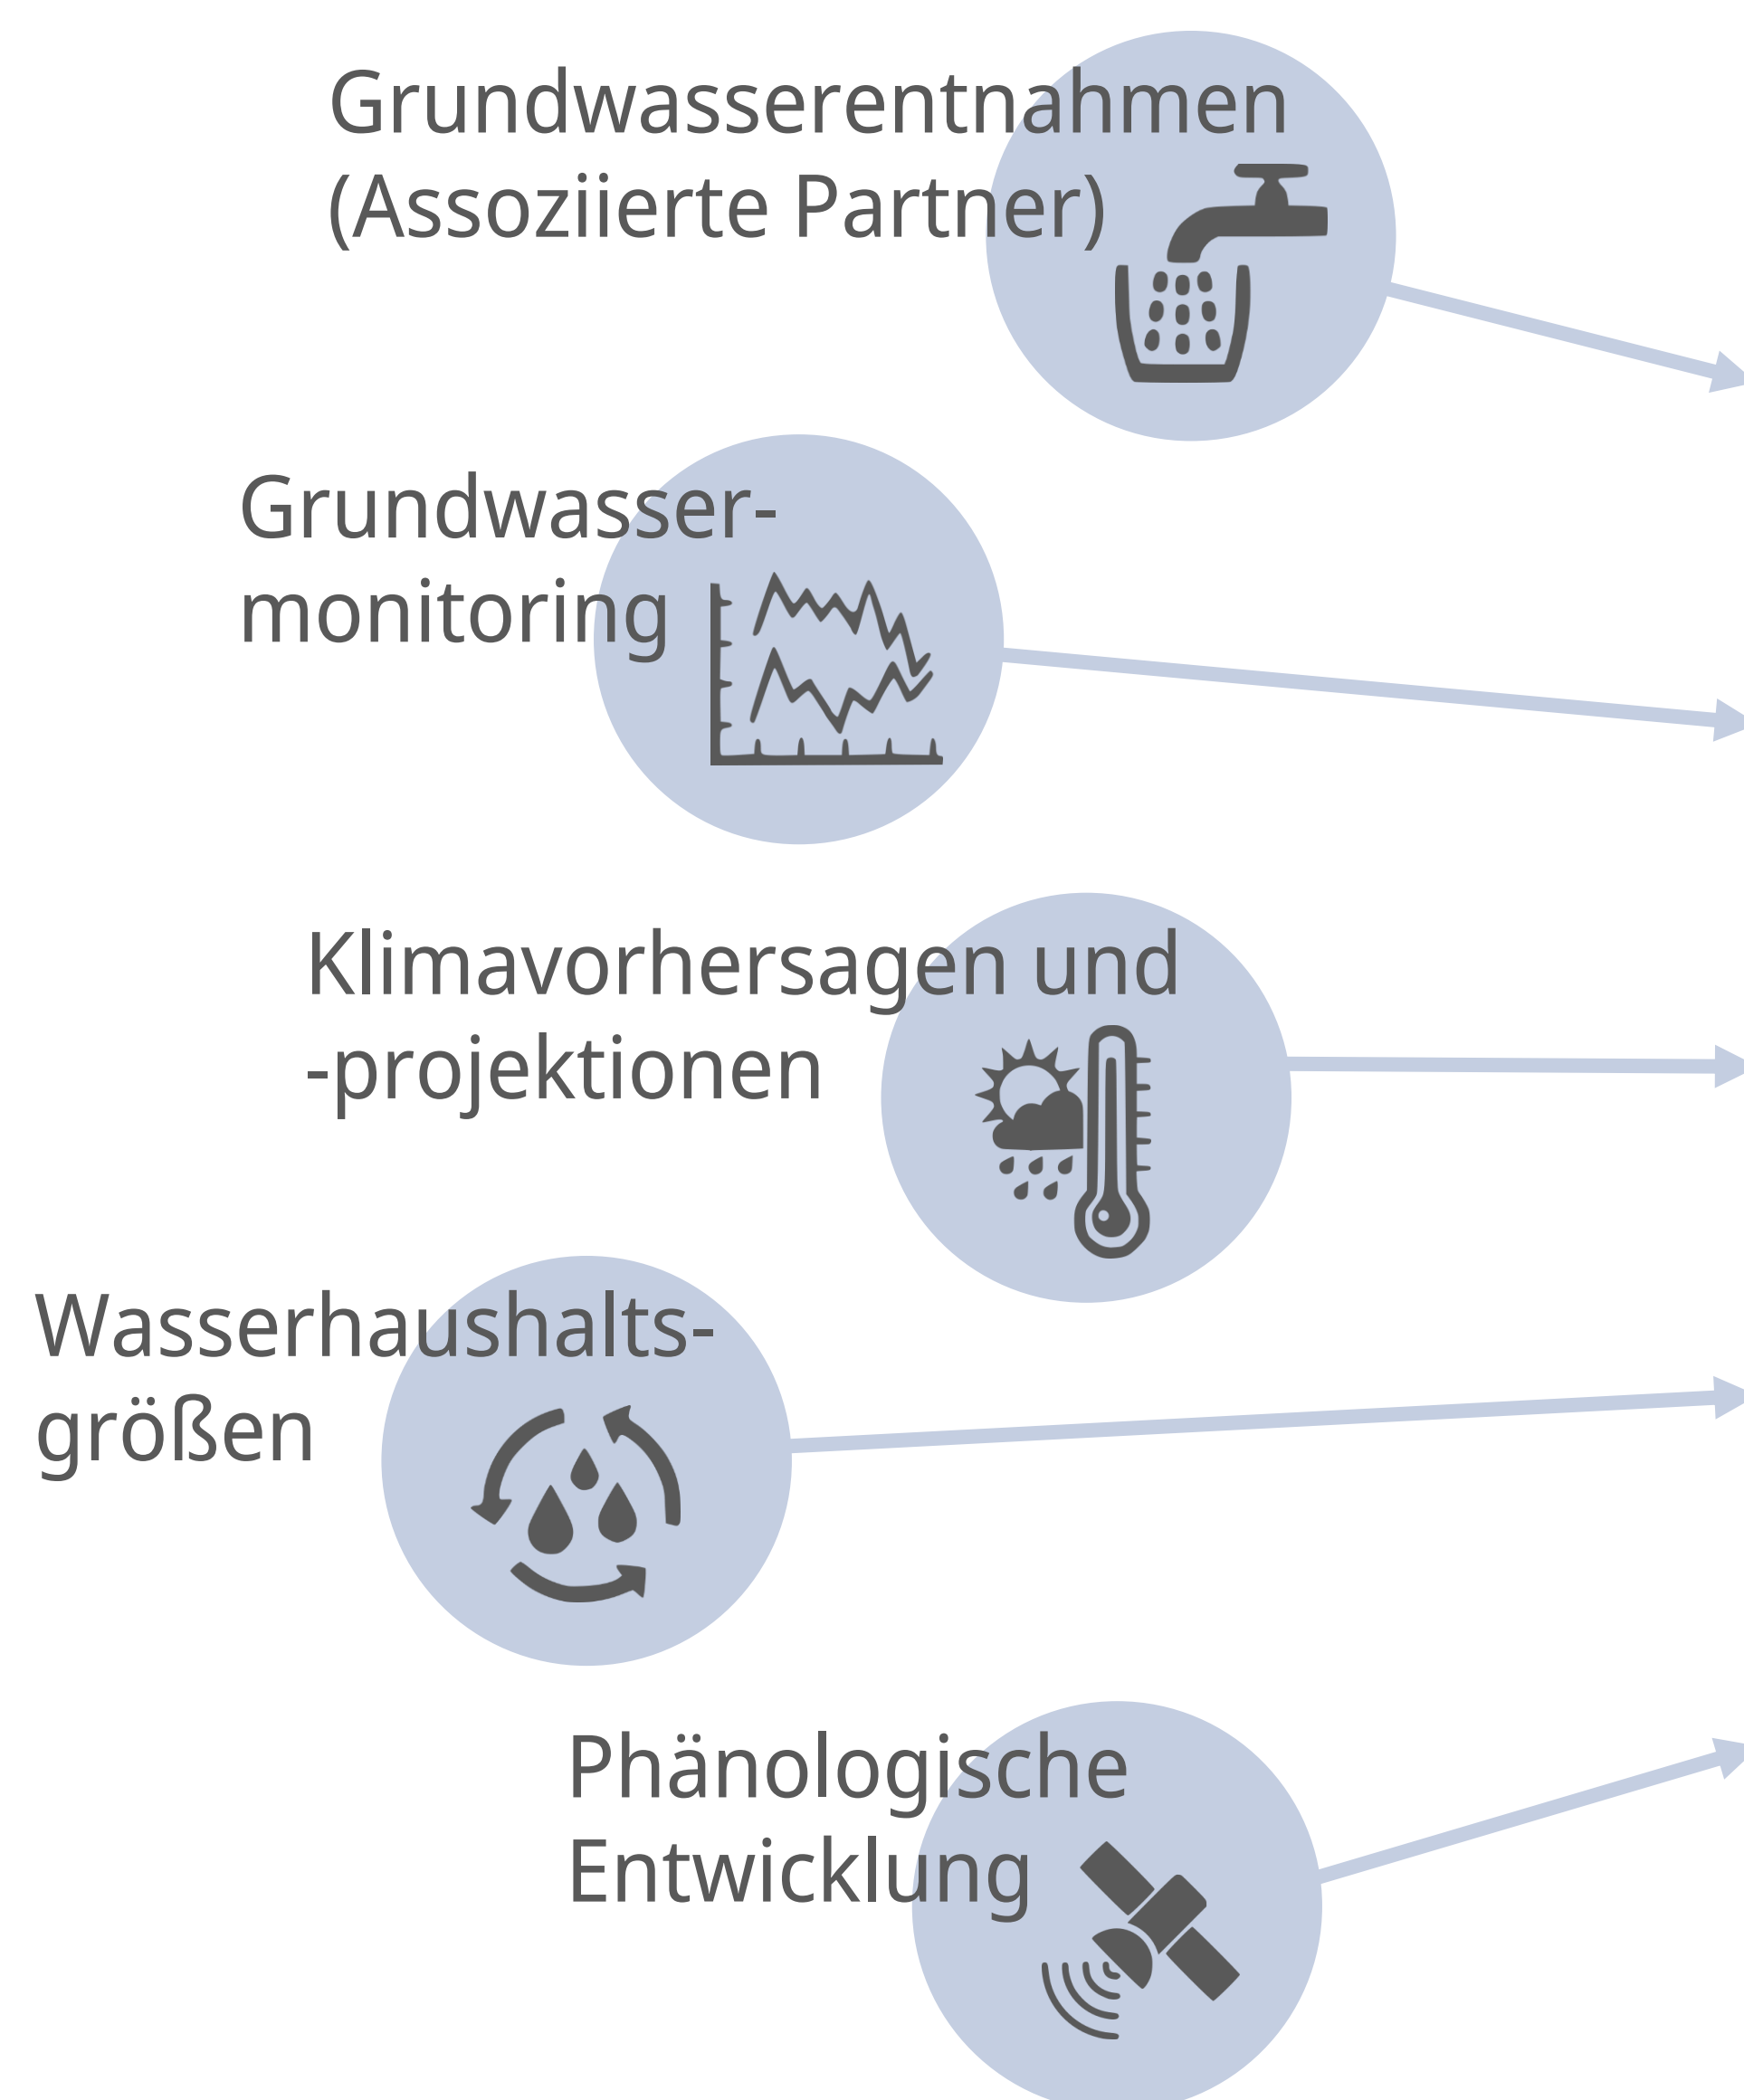 Grundwasserentnahmen
(Assoziierte Partner)
Grundwasser-
monitoring
Klimavorhersagen und
-projektionen
Wasserhaushalts-
größen
Phänologische
Entwicklung